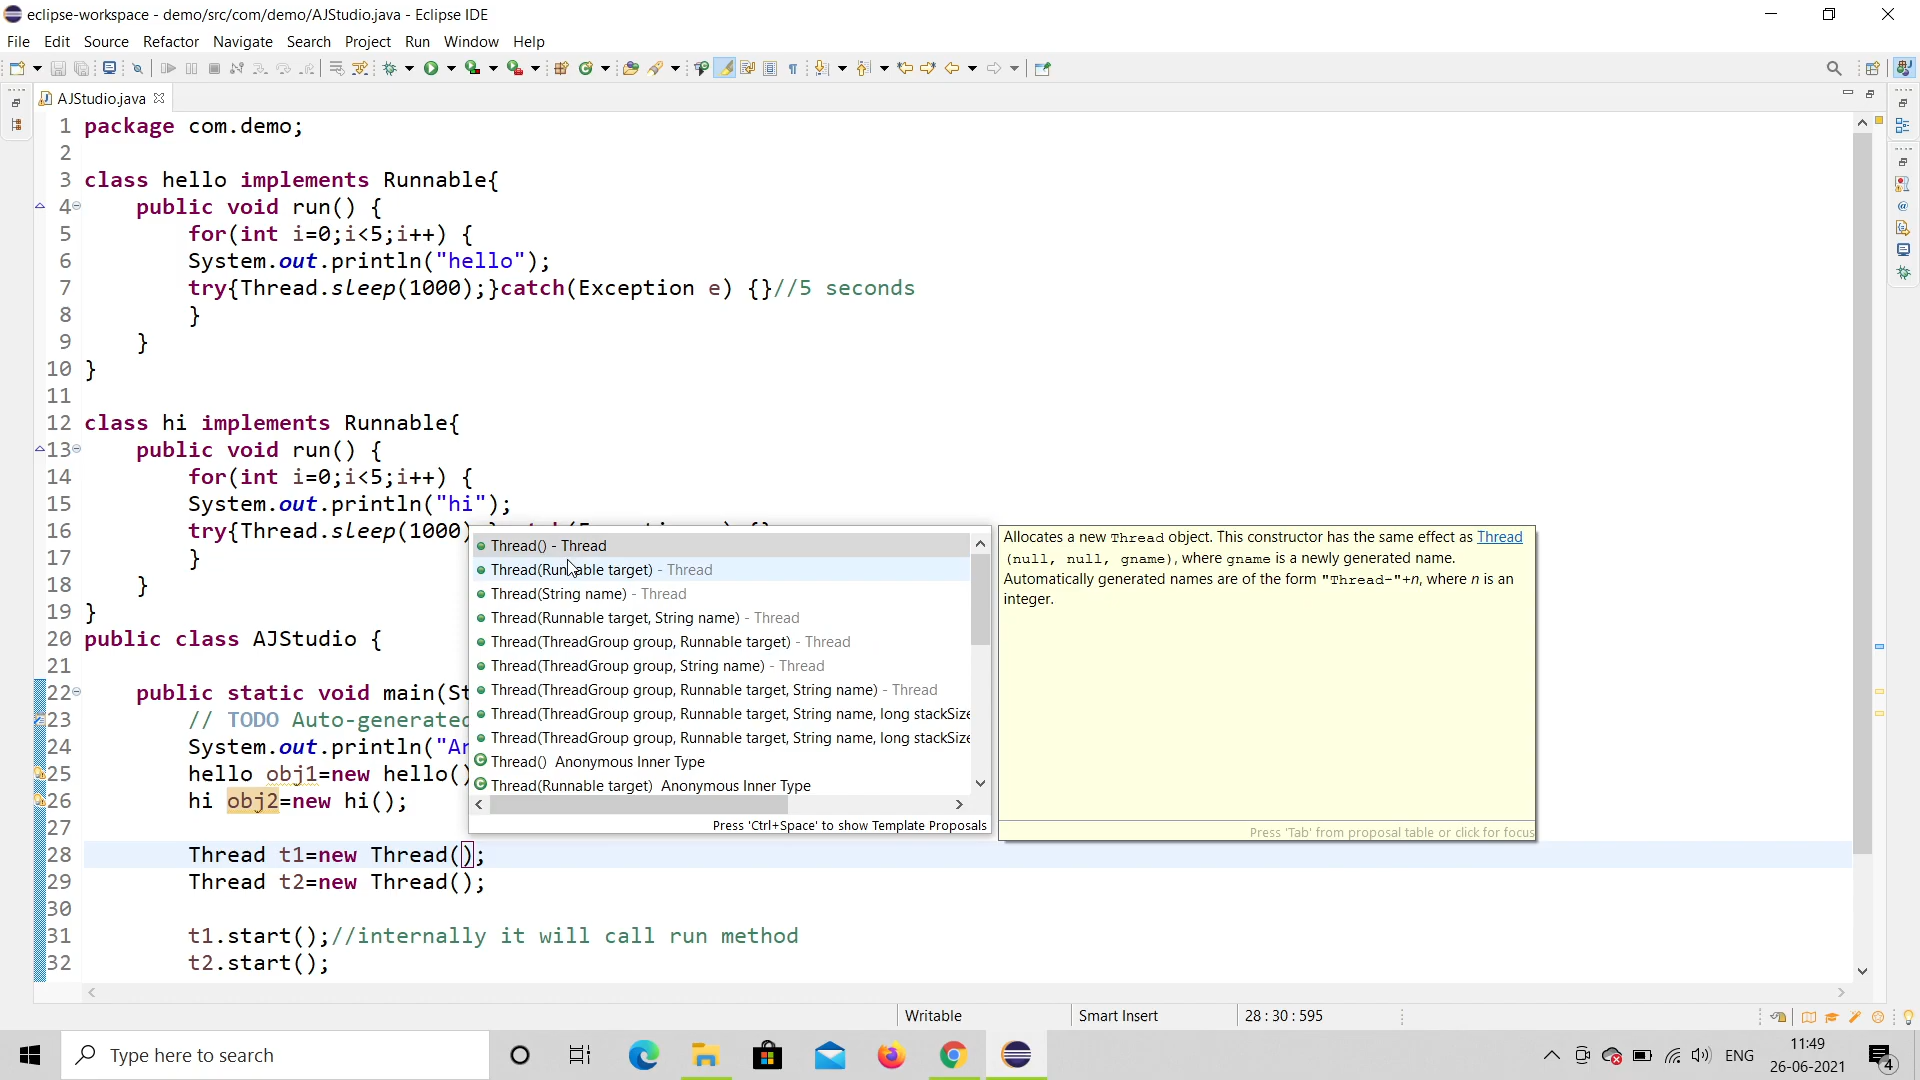 eclipse-workspace - demo/src/com/demo/AJStudio.java - Eclipse IDE
File Edit Source Refactor Navigate Search Project Run Window Help
AJStudio.java
1 package com.demo;
2
3 class hello implements Runnable{
4 public void run() {
5 for(int i=0;i<5;i++) {
6 System.out.println("hello");
7 try{Thread.sleep(1000);}catch(Exception e) {}//5 seconds
8 }
9 }
10 }
11
12 class hi implements Runnable{
13 public void run() {
14 for(int i=0;i<5;i++) {
15 System.out.println("hi");
16 try{Thread.sleep(1000)
17 }
18 }
19 }
20 public class AJStudio {
21
22 public static void main(St
23 // TODO Auto-generated
24 System.out.println("Ar
25 hello obj1=new hello()
26 hi obj2=new hi();
27
28 Thread t1=new Thread();
29 Thread t2=new Thread();
30
31 t1.start();//internally it will call run method
32 t2.start();
Thread() - Thread
Thread(Runnable target) - Thread
Thread(String name) - Thread
Thread(Runnable target, String name) - Thread
Thread(ThreadGroup group, Runnable target) - Thread
Thread(ThreadGroup group, String name) - Thread
Thread(ThreadGroup group, Runnable target, String name) - Thread
Thread(ThreadGroup group, Runnable target, String name, long stackSize
Thread(ThreadGroup group, Runnable target, String name, long stackSize
Thread() Anonymous Inner Type
Thread(Runnable target) Anonymous Inner Type
Press 'Ctrl+Space' to show Template Proposals
Allocates a new Thread object. This constructor has the same effect as Thread
(null, null, gname), where gname is a newly generated name.
Automatically generated names are of the form "Thread-"+n, where n is an
integer.
Press 'Tab' from proposal table or click for focus
Writable Smart Insert 28 : 30 : 595
Type here to search
ENG
11:49
26-06-2021
4